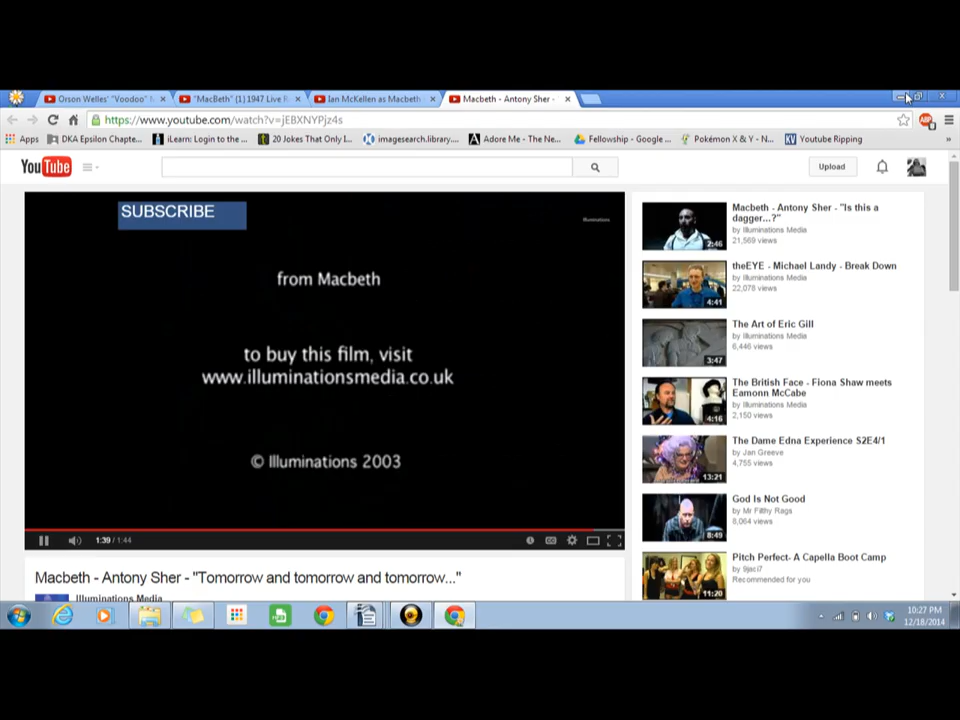 Orson Welles' "Voodoo"
"MacBeth" (1) 1947 Live R
Ian McKellen as Macbeth
Macbeth - Antony Sher -
https://www.youtube.com/watch?v=jEBXNYPjz4s
ABP
Apps
DKA Epsilon Chapte...
iLearn: Login to the ...
20 Jokes That Only I...
imagesearch.library....
Adore Me - The Ne...
Fellowship - Google ...
Pokémon X & Y - N...
Youtube Ripping
»
YouTube
Upload
SUBSCRIBE
illuminations
from Macbeth
to buy this film, visit
www.illuminationsmedia.co.uk
© Illuminations 2003
1:39 / 1:44
Macbeth - Antony Sher - "Tomorrow and tomorrow and tomorrow..."
Illuminations Media
Macbeth - Antony Sher - "Is this a
dagger...?"
by Illuminations Media
21,569 views
2:46
theEYE - Michael Landy - Break Down
by Illuminations Media
22,076 views
4:41
The Art of Eric Gill
by Illuminations Media
6,446 views
3:47
The British Face - Fiona Shaw meets
Eamonn McCabe
by Illuminations Media
2,150 views
4:16
The Dame Edna Experience S2E4/1
by Jan Greeve
4,755 views
13:21
God Is Not Good
by Mr Filthy Rags
8,064 views
8:49
Pitch Perfect- A Capella Boot Camp
by 9jaci7
Recommended for you
11:20
10:27 PM
12/18/2014